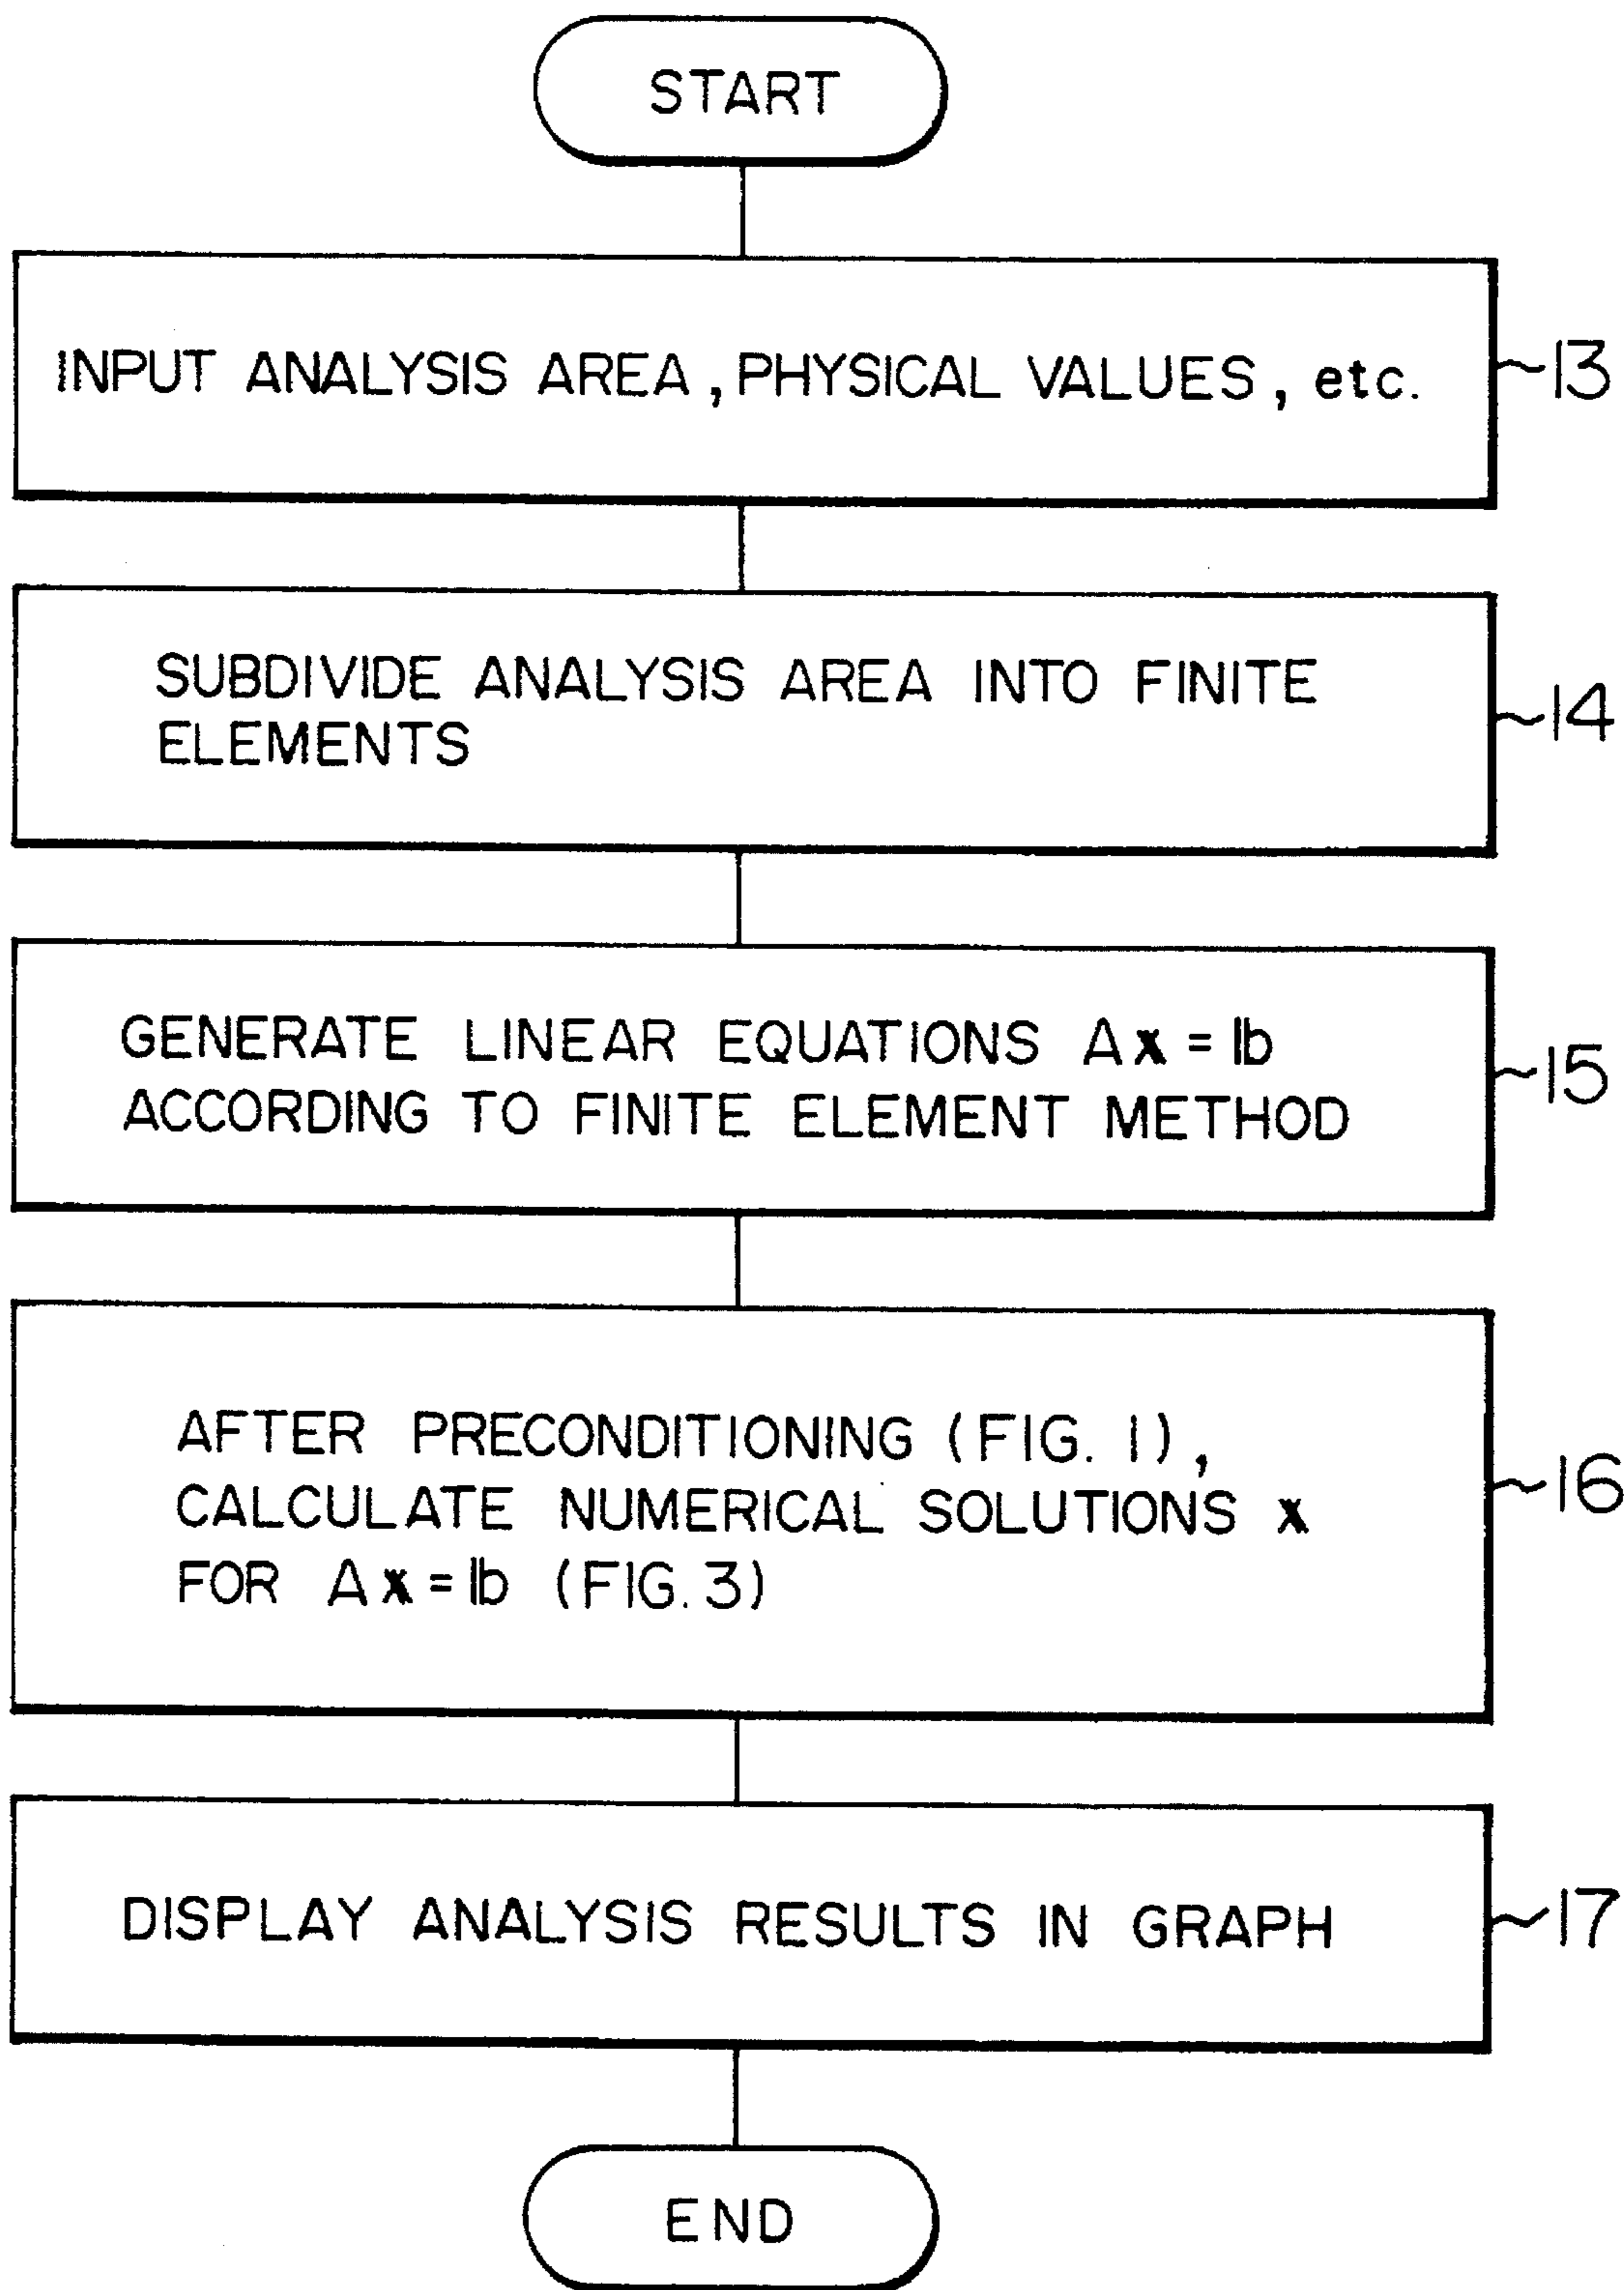 START
INPUT ANALYSIS AREA, PHYSICAL VALUES, etc.
13
SUBDIVIDE ANALYSIS AREA INTO FINITE
ELEMENTS
14
GENERATE LINEAR EQUATIONS A𝕩 = 𝕓
ACCORDING TO FINITE ELEMENT METHOD
15
AFTER PRECONDITIONING (FIG. 1),
CALCULATE NUMERICAL SOLUTIONS 𝕩
FOR A𝕩 = 𝕓 (FIG. 3)
16
DISPLAY ANALYSIS RESULTS IN GRAPH
17
END